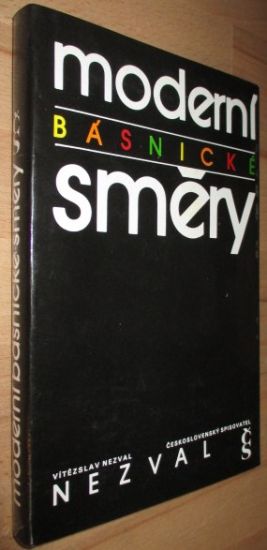 moderní
BÁSNICKÉ
směry
VÍTĚZSLAV NEZVAL
ČESKOSLOVENSKÝ SPISOVATEL
NEZVAL
Š
moderní básnické směry